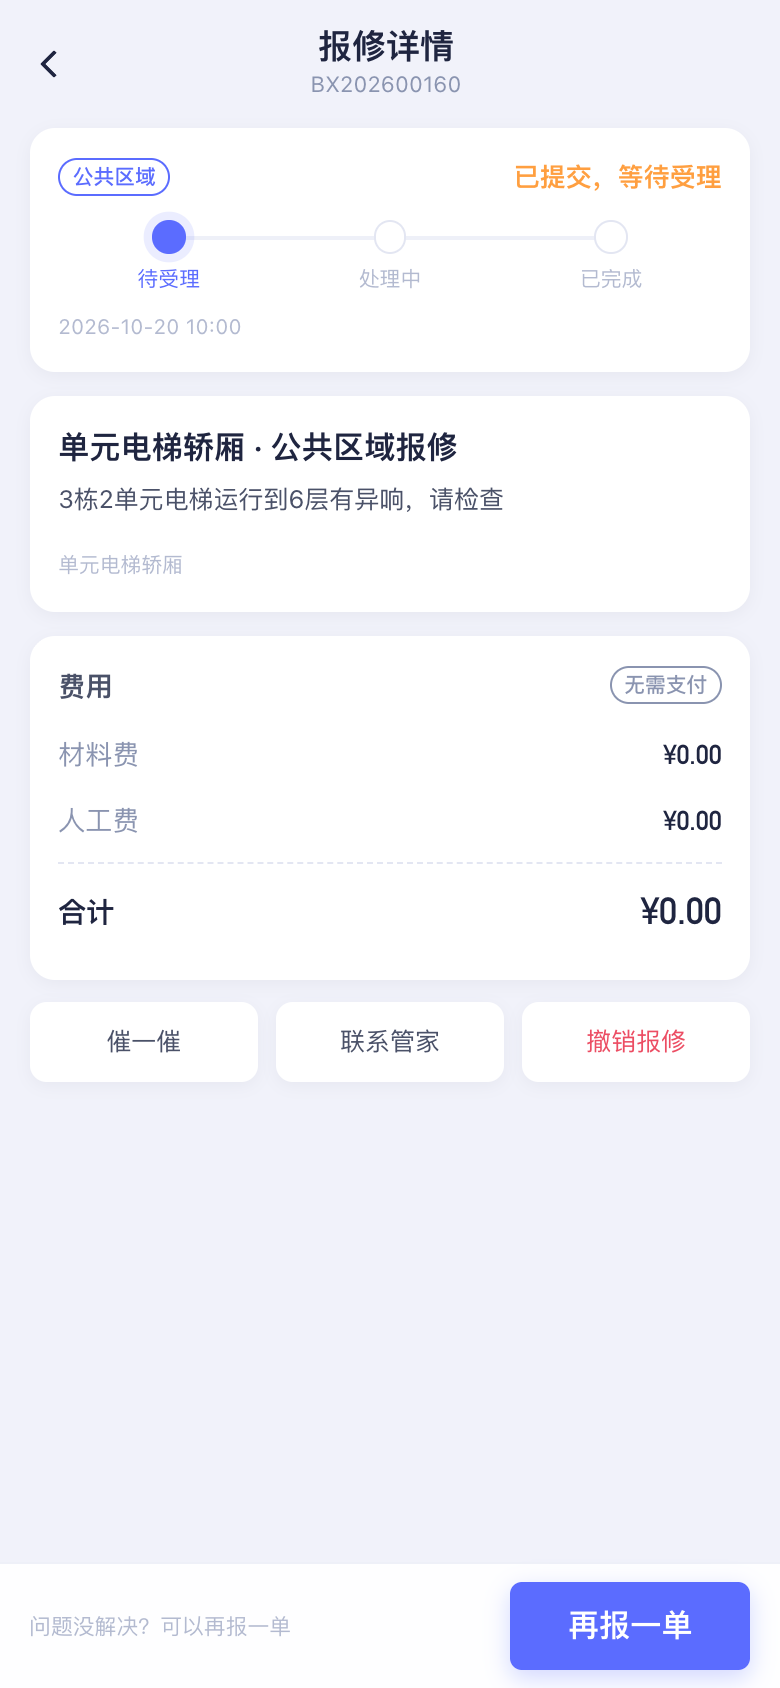 报修详情
BX202600160
公共区域
已提交，等待受理
待受理
处理中
已完成
2026-10-20 10:00
单元电梯轿厢 · 公共区域报修
3栋2单元电梯运行到6层有异响，请检查
单元电梯轿厢
费用
无需支付
材料费
¥0.00
人工费
¥0.00
合计
¥0.00
催一催
联系管家
撤销报修
问题没解决？可以再报一单
再报一单